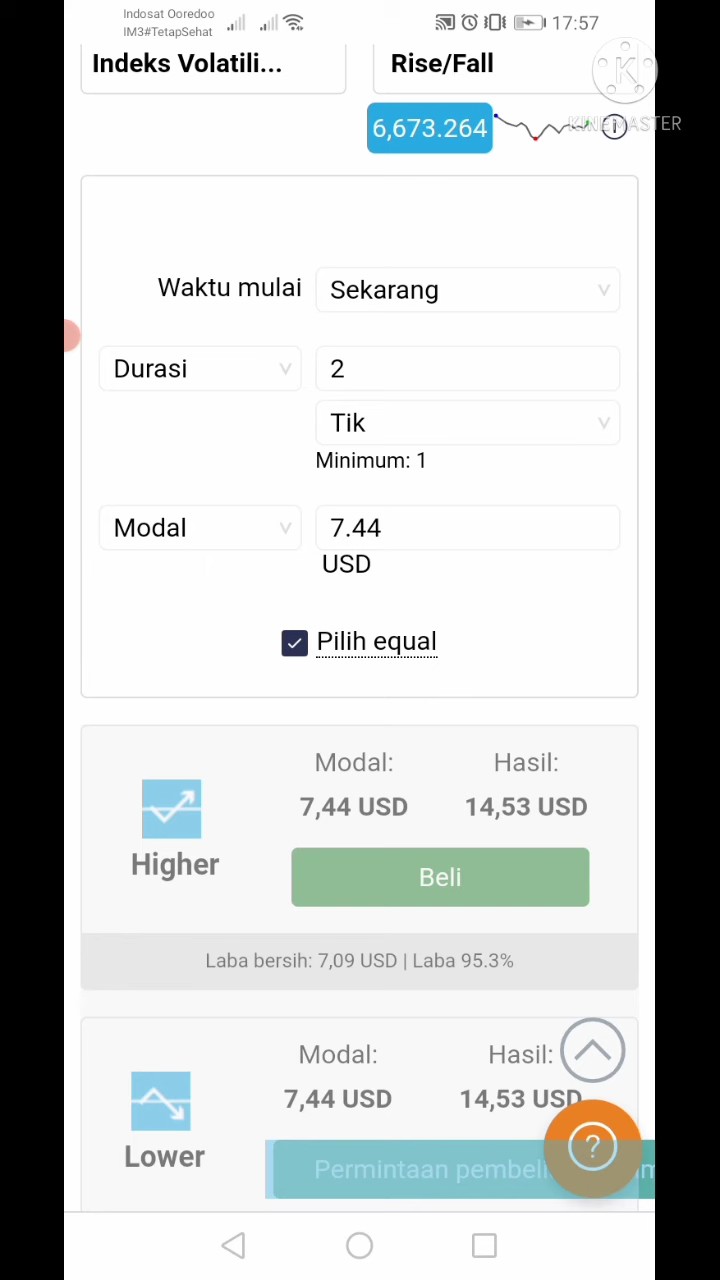 Indosat Ooredoo
IM3#TetapSehat
17:57
Indeks Volatili...
Rise/Fall
6,673.264
KINEMASTER
Waktu mulai
Sekarang
Durasi
2
Tik
Minimum: 1
Modal
7.44
USD
Pilih equal
Modal:
Hasil:
7,44 USD
14,53 USD
Higher
Beli
Laba bersih: 7,09 USD | Laba 95.3%
Modal:
Hasil:
7,44 USD
14,53 USD
Lower
?
Permintaan